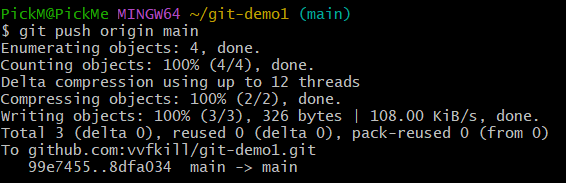 PickM@PickMe MINGW64 ~/git-demo1 (main)
$ git push origin main
Enumerating objects: 4, done.
Counting objects: 100% (4/4), done.
Delta compression using up to 12 threads
Compressing objects: 100% (2/2), done.
Writing objects: 100% (3/3), 326 bytes | 108.00 KiB/s, done.
Total 3 (delta 0), reused 0 (delta 0), pack-reused 0 (from 0)
To github.com:vvfkill/git-demo1.git
   99e7455..8dfa034  main -> main